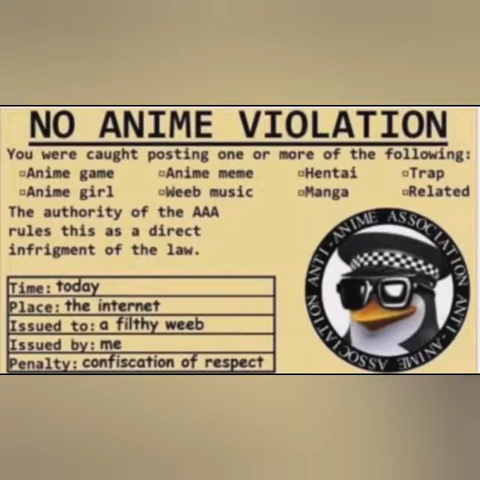 NO ANIME VIOLATION
You were caught posting one or more of the following:
▫Anime game ▫Anime meme ▫Hentai ▫Trap
▫Anime girl ▫Weeb music ▫Manga ▫Related
The authority of the AAA
rules this as a direct
infrigment of the law.
Time: today
Place: the internet
Issued to: a filthy weeb
Issued by: me
Penalty: confiscation of respect
ANTI-ANIME ASSOCIATION ANTI-ANIME ASSOCIATION